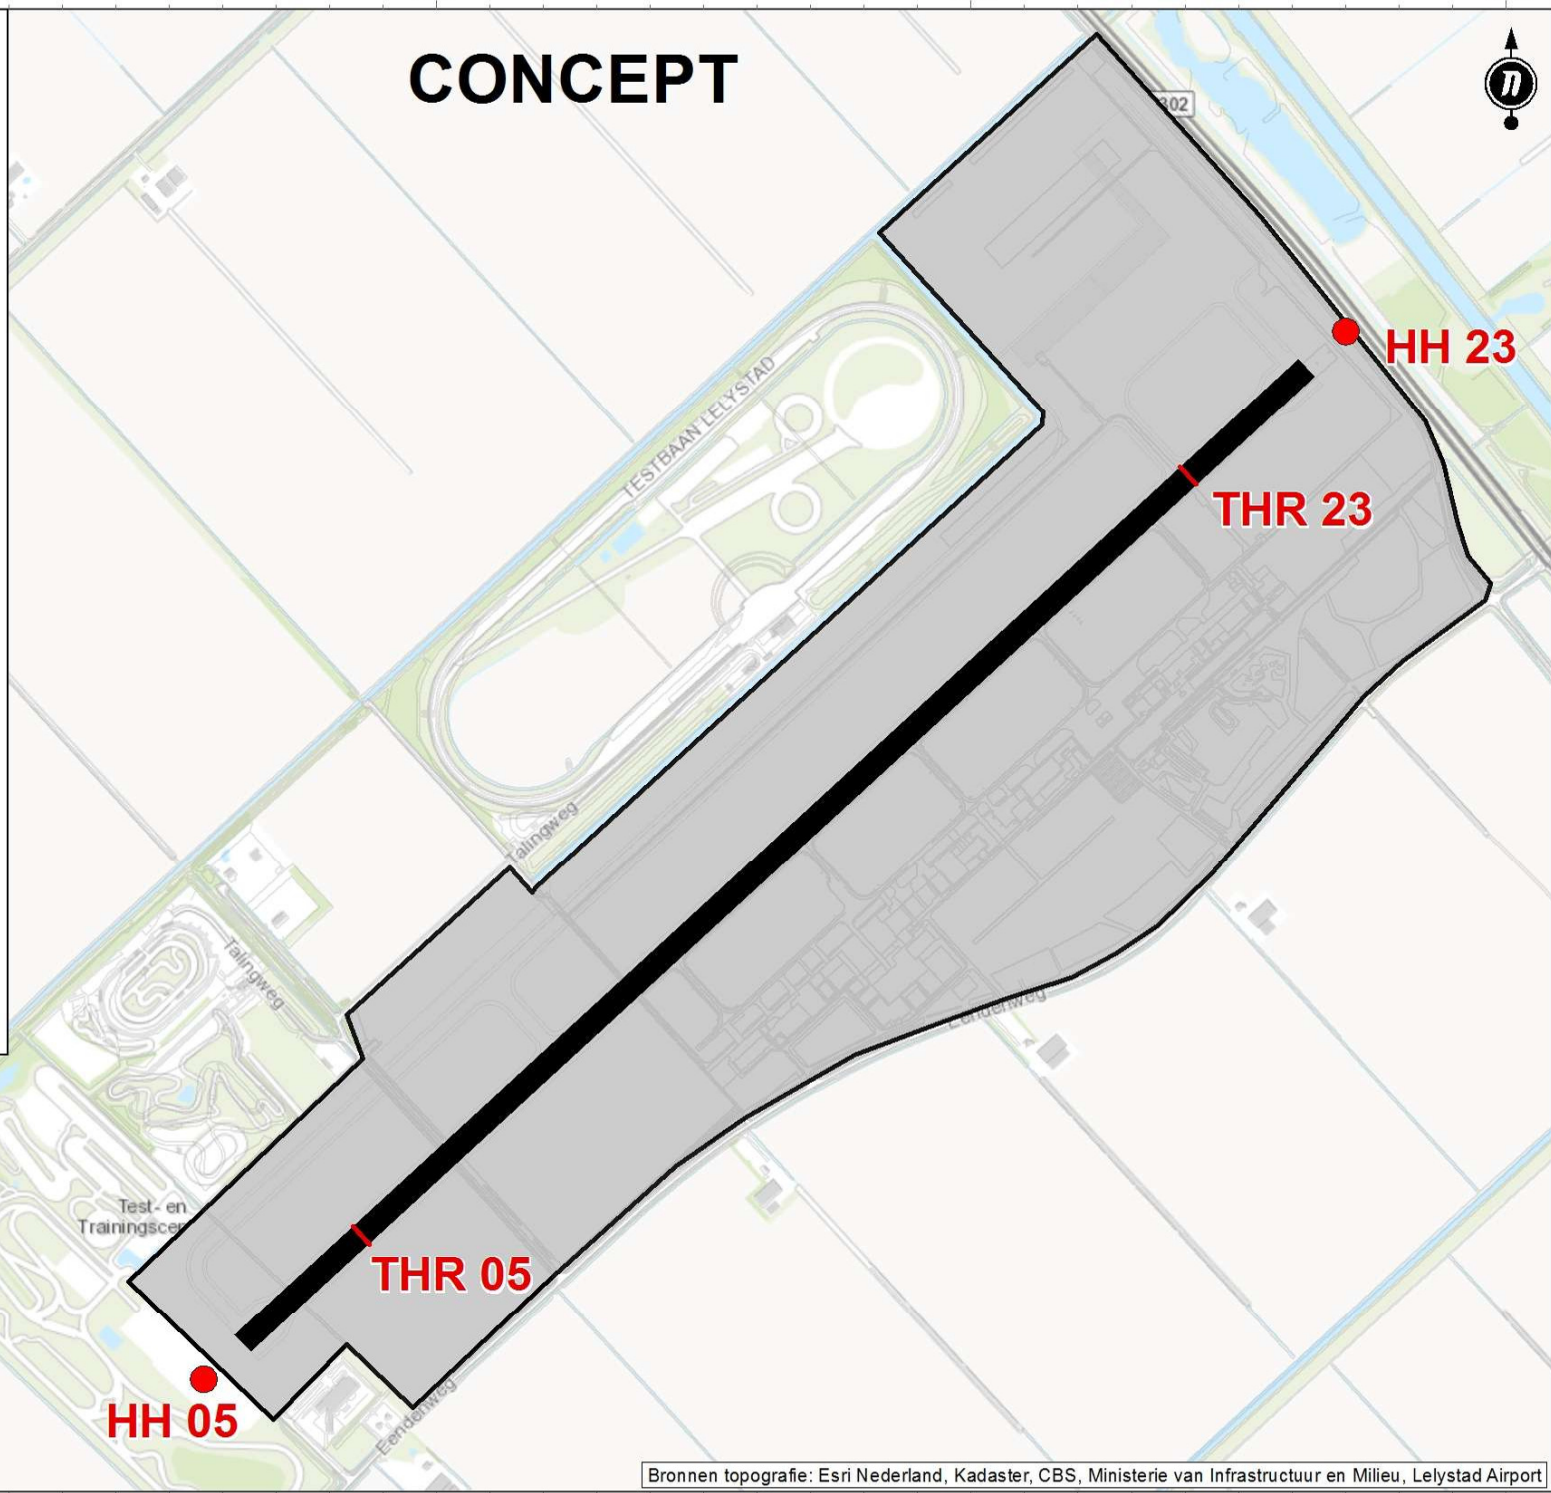 CONCEPT
n
302
HH 23
TESTBAAN LELYSTAD
THR 23
Talingweg
Talingweg
Eendenweg
Test- en
Trainingscen
THR 05
HH 05
Eendenweg
Bronnen topografie: Esri Nederland, Kadaster, CBS, Ministerie van Infrastructuur en Milieu, Lelystad Airport